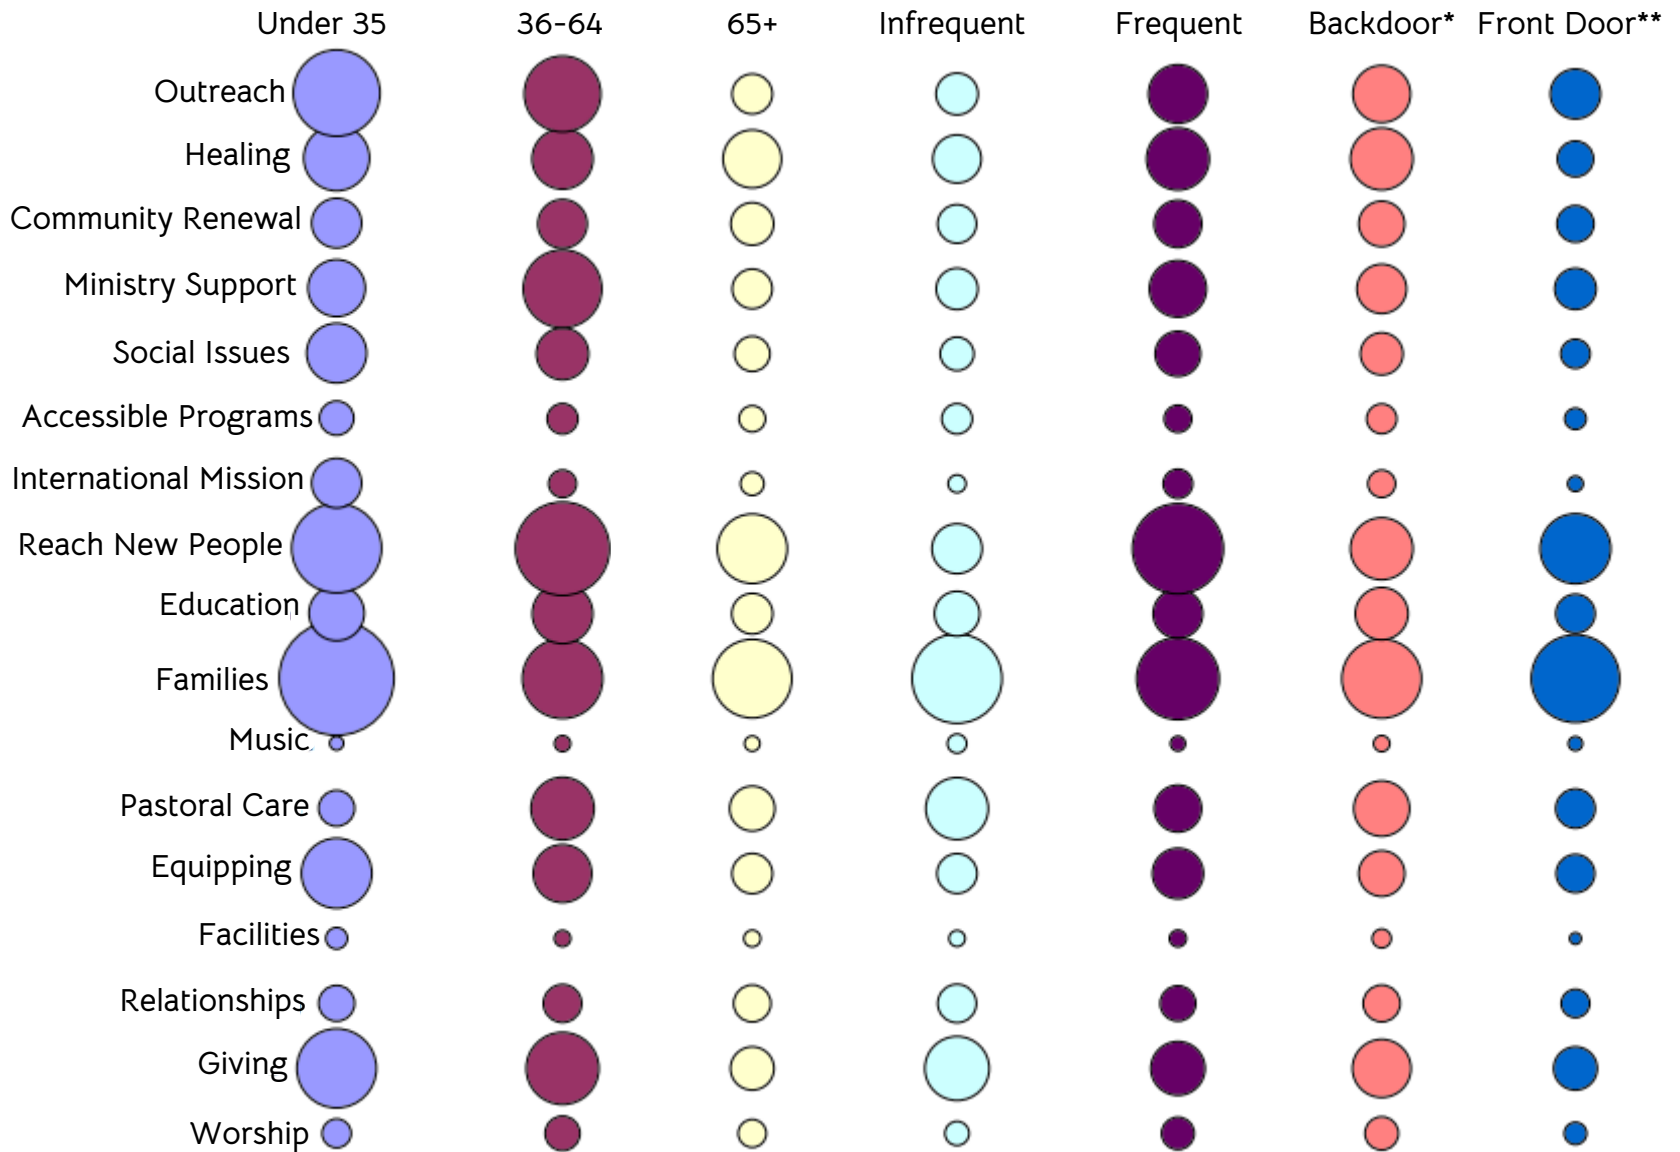 Under 35 36-64 65+ Infrequent Frequent Backdoor* Front Door**
Outreach
Healing
Community Renewal
Ministry Support
Social Issues
Accessible Programs
International Mission
Reach New People
Education
Families
Music
Pastoral Care
Equipping
Facilities
Relationships
Giving
Worship